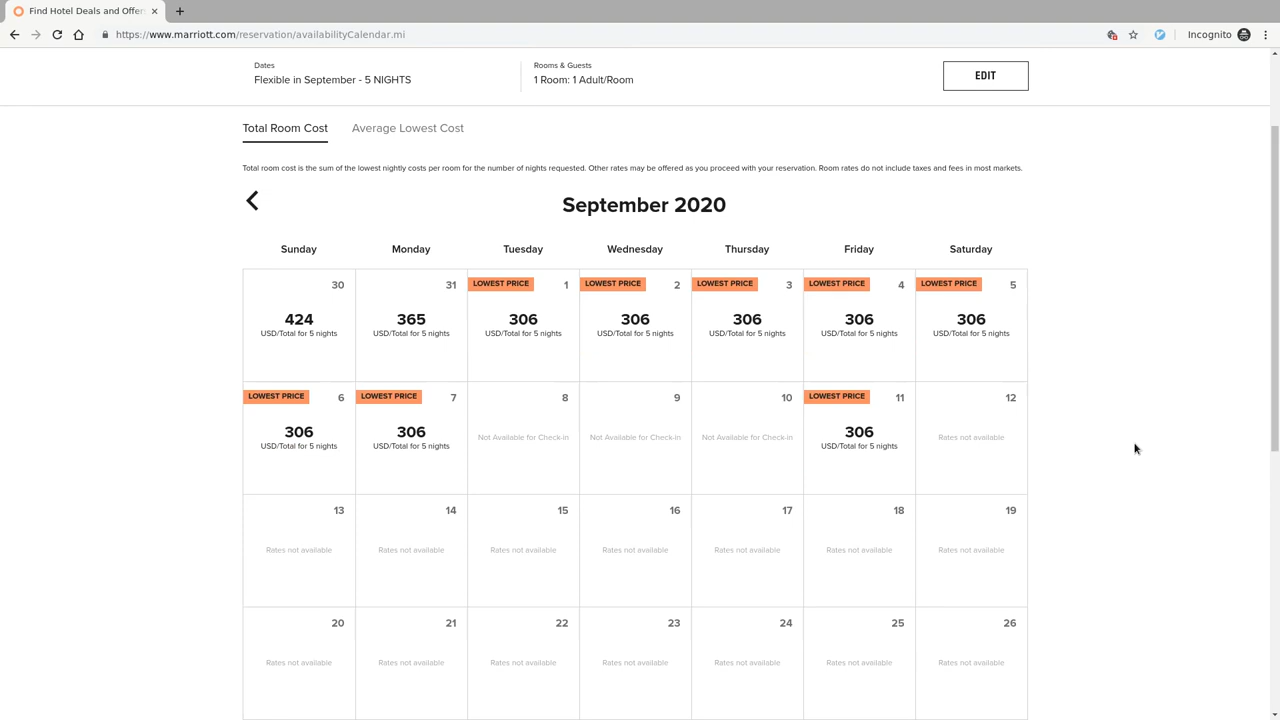 Find Hotel Deals and Offer
https://www.marriott.com/reservation/availabilityCalendar.mi
Incognito
Dates
Flexible in September - 5 NIGHTS
Rooms & Guests
1 Room: 1 Adult/Room
EDIT
Total Room Cost Average Lowest Cost
Total room cost is the sum of the lowest nightly costs per room for the number of nights requested. Other rates may be offered as you proceed with your reservation. Room rates do not include taxes and fees in most markets.
September 2020
Sunday Monday Tuesday Wednesday Thursday Friday Saturday
30 31 LOWEST PRICE 1 LOWEST PRICE 2 LOWEST PRICE 3 LOWEST PRICE 4 LOWEST PRICE 5
424 365 306 306 306 306 306
USD/Total for 5 nights USD/Total for 5 nights USD/Total for 5 nights USD/Total for 5 nights USD/Total for 5 nights USD/Total for 5 nights USD/Total for 5 nights
LOWEST PRICE 6 LOWEST PRICE 7 8 9 10 LOWEST PRICE 11 12
306 306 Not Available for Check-in Not Available for Check-in Not Available for Check-in 306 Rates not available
USD/Total for 5 nights USD/Total for 5 nights USD/Total for 5 nights
13 14 15 16 17 18 19
Rates not available Rates not available Rates not available Rates not available Rates not available Rates not available Rates not available
20 21 22 23 24 25 26
Rates not available Rates not available Rates not available Rates not available Rates not available Rates not available Rates not available